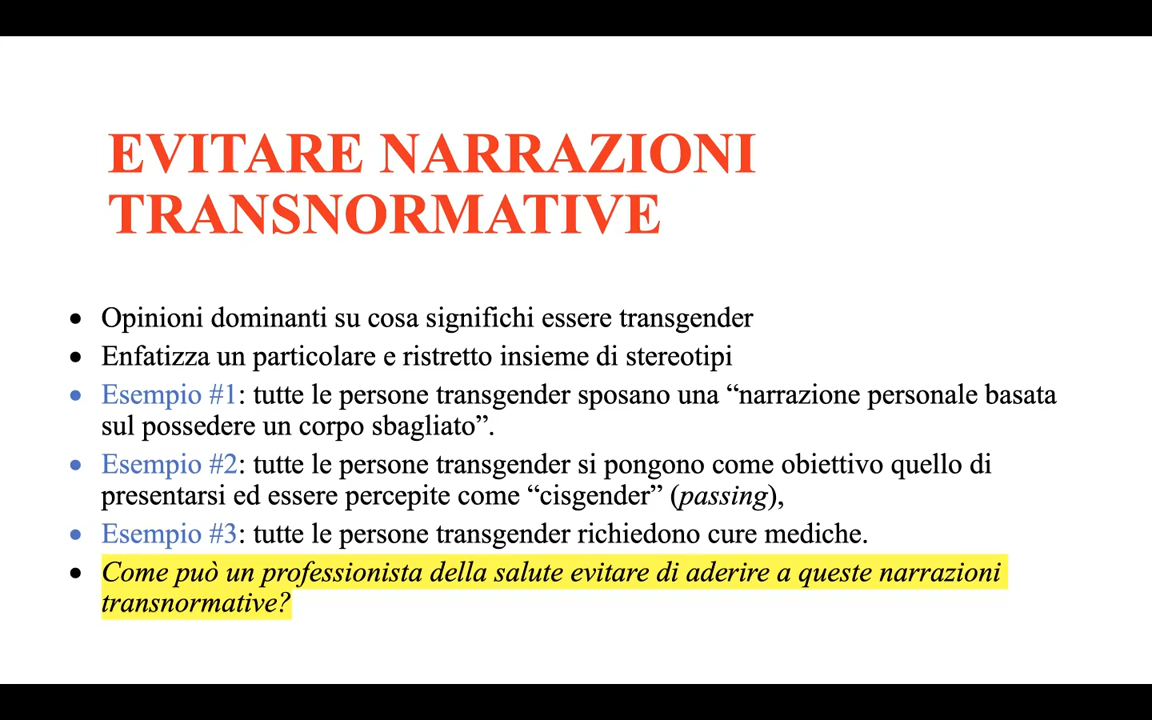 EVITARE NARRAZIONI
TRANSNORMATIVE
• Opinioni dominanti su cosa significhi essere transgender
• Enfatizza un particolare e ristretto insieme di stereotipi
• Esempio #1: tutte le persone transgender sposano una “narrazione personale basata
sul possedere un corpo sbagliato”.
• Esempio #2: tutte le persone transgender si pongono come obiettivo quello di
presentarsi ed essere percepite come “cisgender” (passing),
• Esempio #3: tutte le persone transgender richiedono cure mediche.
• Come può un professionista della salute evitare di aderire a queste narrazioni
transnormative?